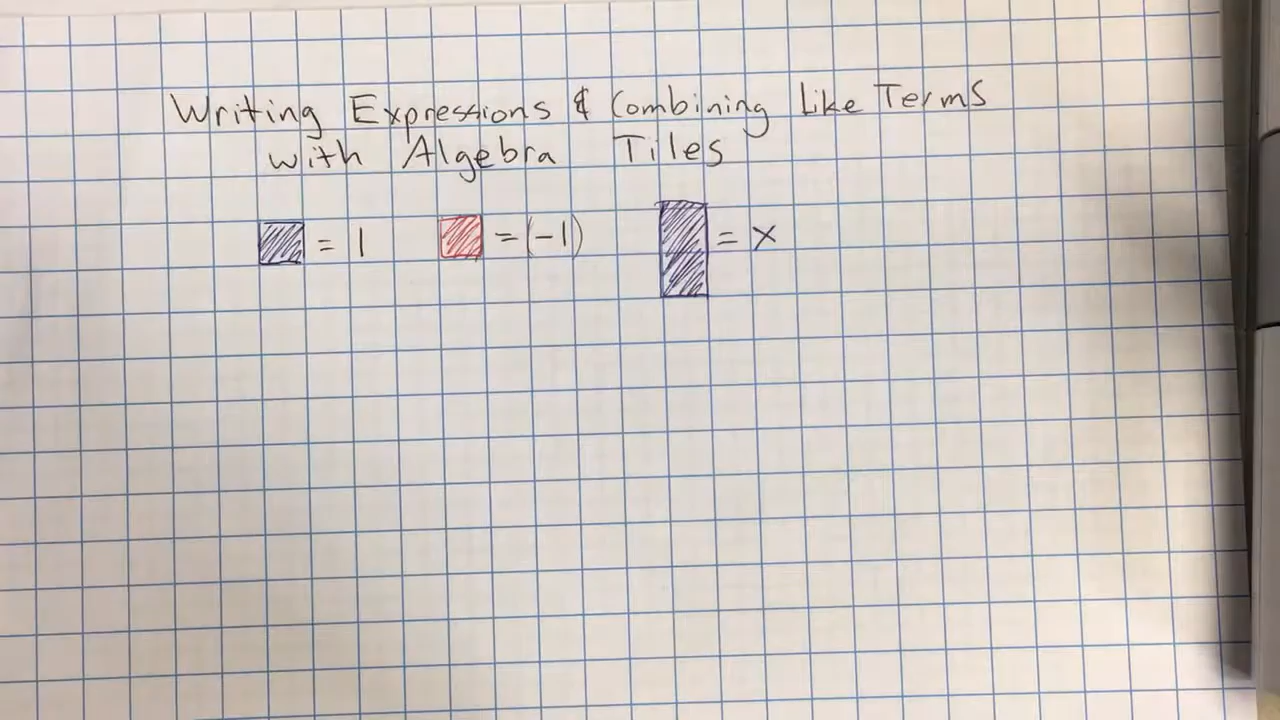 Writing Expressions & Combining Like Terms
with Algebra Tiles
= 1 = (-1) = x